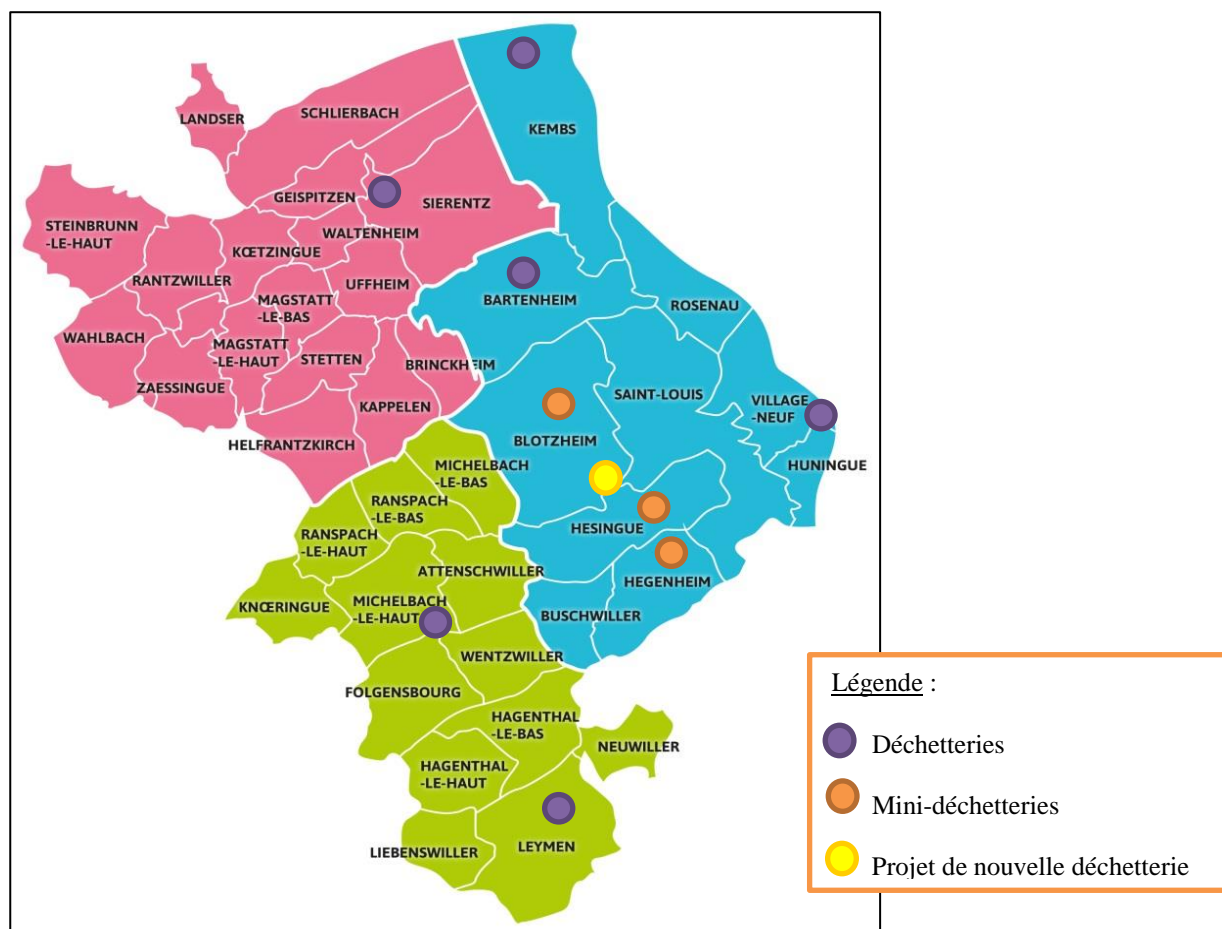 LANDSER
SCHLIERBACH
KEMBS
GEISPITZEN
SIERENTZ
STEINBRUNN
-LE-HAUT
WALTENHEIM
KŒTZINGUE
RANTZWILLER
UFFHEIM
MAGSTATT
-LE-BAS
BARTENHEIM
ROSENAU
WAHLBACH
MAGSTATT
-LE-HAUT
STETTEN
BRINCKHEIM
ZAESSINGUE
SAINT-LOUIS
VILLAGE
-NEUF
KAPPELEN
BLOTZHEIM
HELFRANTZKIRCH
HUNINGUE
MICHELBACH
-LE-BAS
RANSPACH
-LE-BAS
HESINGUE
RANSPACH
-LE-HAUT
ATTENSCHWILLER
HEGENHEIM
KNŒRINGUE
MICHELBACH
-LE-HAUT
BUSCHWILLER
WENTZWILLER
FOLGENSBOURG
HAGENTHAL
-LE-BAS
NEUWILLER
HAGENTHAL
-LE-HAUT
LEYMEN
LIEBENSWILLER
Légende :
Déchetteries
Mini-déchetteries
Projet de nouvelle déchetterie